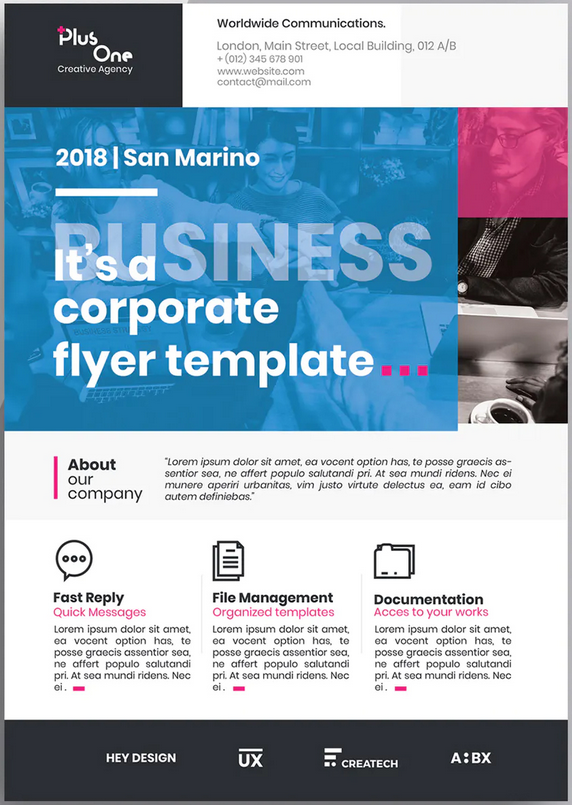 Plus
One
Creative Agency
Worldwide Communications.
London, Main Street, Local Building, 012 A/B
+ (012) 345 678 901
www.website.com
contact@mail.com
2018 | San Marino
BUSINESS
It's a
corporate
flyer template...
About
our
company
"Lorem ipsum dolor sit amet, ea vocent option has, te posse graecis as-
sentior sea, ne affert populo salutandi pri. At sea mundi ridens. Nec ei
munere aperiri urbanitas, vim justo virtute delectus ea, eam id cibo
autem definiebas."
Fast Reply
Quick Messages
Lorem ipsum dolor sit amet,
ea vocent option has, te
posse graecis assentior sea,
ne affert populo salutandi
pri. At sea mundi ridens. Nec
ei .
File Management
Organized templates
Lorem ipsum dolor sit amet,
ea vocent option has, te
posse graecis assentior sea,
ne affert populo salutandi
pri. At sea mundi ridens. Nec
ei .
Documentation
Acces to your works
Lorem ipsum dolor sit amet,
ea vocent option has, te
posse graecis assentior sea,
ne affert populo salutandi
pri. At sea mundi ridens. Nec
ei .
HEY DESIGN
UX
CREATECH
A:BX